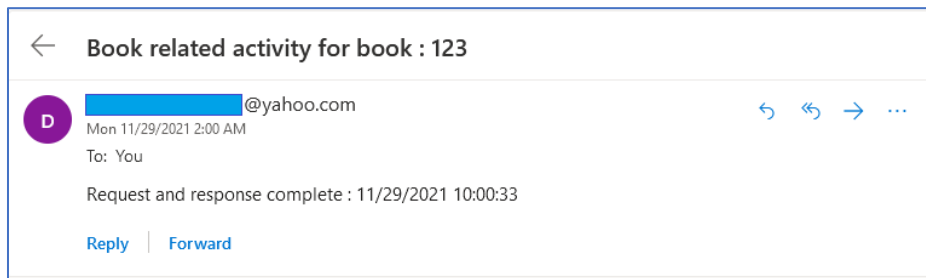 Book related activity for book : 123
D
@yahoo.com
Mon 11/29/2021 2:00 AM
To: You
Request and response complete : 11/29/2021 10:00:33
Reply
Forward